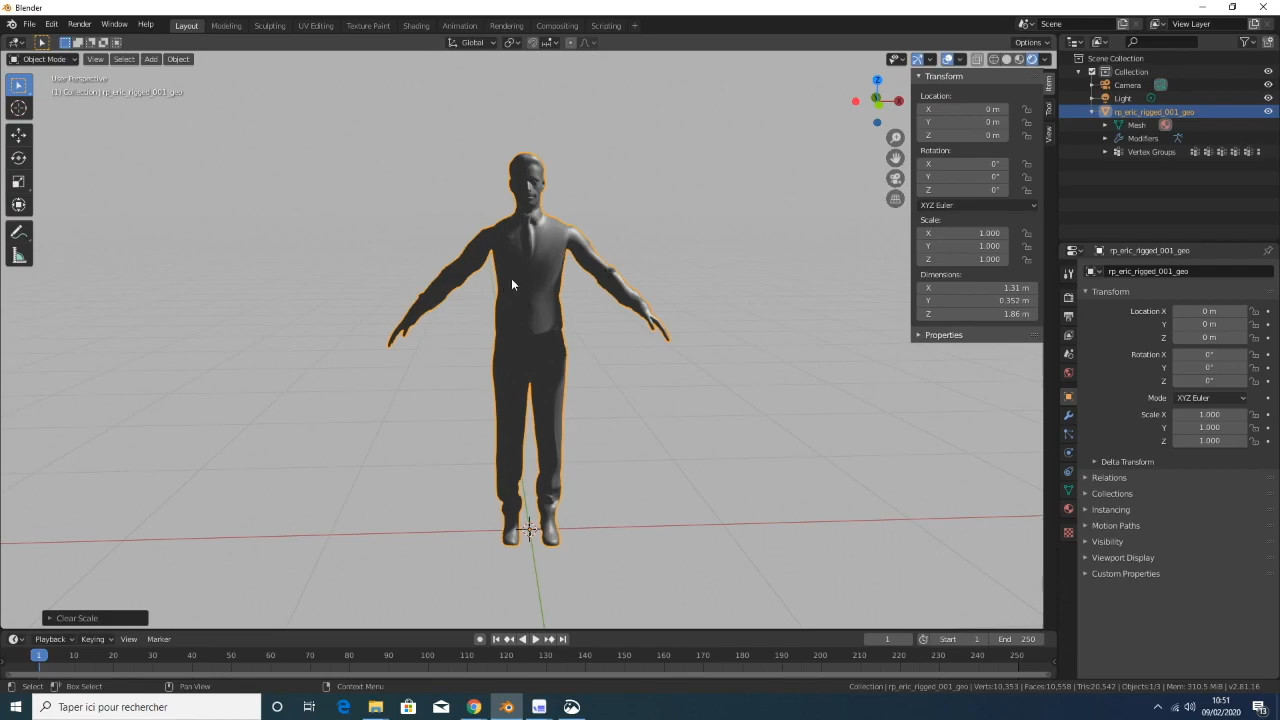 Blender
File Edit Render Window Help
Layout Modeling Sculpting UV Editing Texture Paint Shading Animation Rendering Compositing Scripting +
Scene
View Layer
Global
Options
Object Mode View Select Add Object
User Perspective
(1) Collection | rp_eric_rigged_001_geo
Z
X
Y
Transform
Location:
X 0 m
Y 0 m
Z 0 m
Rotation:
X 0°
Y 0°
Z 0°
XYZ Euler
Scale:
X 1.000
Y 1.000
Z 1.000
Dimensions:
X 1.31 m
Y 0.352 m
Z 1.86 m
Properties
Item
Tool
View
Scene Collection
Collection
Camera
Light
rp_eric_rigged_001_geo
Mesh
Modifiers
Vertex Groups
rp_eric_rigged_001_geo
rp_eric_rigged_001_geo
Transform
Location X 0 m
Y 0 m
Z 0 m
Rotation X 0°
Y 0°
Z 0°
Mode XYZ Euler
Scale X 1.000
Y 1.000
Z 1.000
Delta Transform
Relations
Collections
Instancing
Motion Paths
Visibility
Viewport Display
Custom Properties
Clear Scale
Playback Keying View Marker
1 Start 1 End 250
1 10 20 30 40 50 60 70 80 90 100 110 120 130 140 150 160 170 180 190 200 210 220 230 240 250
Select Box Select Pan View Context Menu
Collection | rp_eric_rigged_001_geo | Verts:10,353 | Faces:10,558 | Tris:20,542 | Objects:1/3 | Mem: 310.5 MiB | v2.81.16
Taper ici pour rechercher
10:51
09/02/2020